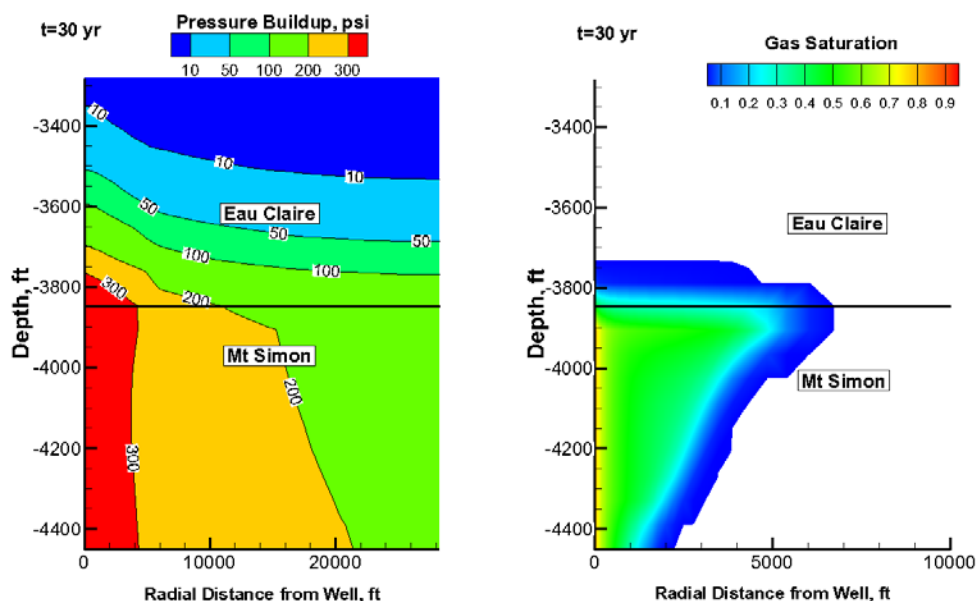 t=30 yr
Pressure Buildup, psi
10 50 100 200 300
-3400
-3600
-3800
-4000
-4200
-4400
Depth, ft
10
10
10
50
50
50
100
100
200
200
300
300
Eau Claire
Mt Simon
0 10000 20000
Radial Distance from Well, ft
t=30 yr
Gas Saturation
0.1 0.2 0.3 0.4 0.5 0.6 0.7 0.8 0.9
-3400
-3600
-3800
-4000
-4200
-4400
Depth, ft
Eau Claire
Mt Simon
0 5000 10000
Radial Distance from Well, ft